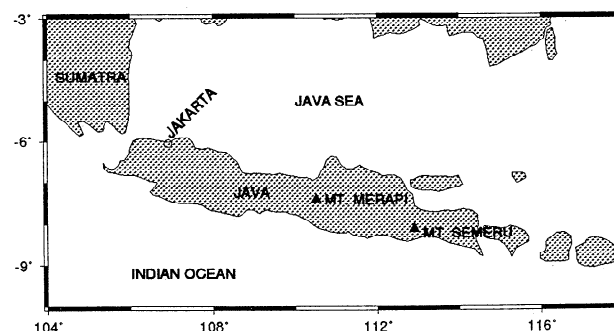 -3°
SUMATRA
JAVA SEA
JAKARTA
-6°
JAVA
MT. MERAPI
MT. SEMERU
-9°
INDIAN OCEAN
104° 108° 112° 116°